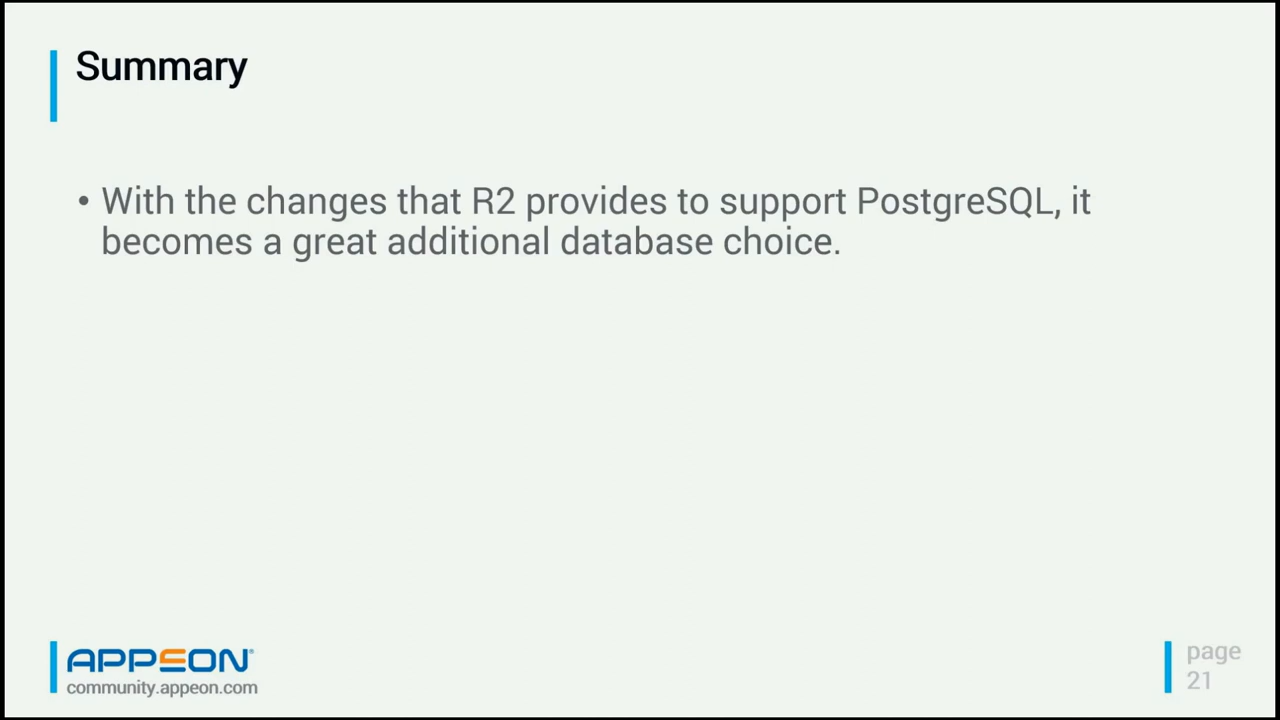 Summary
• With the changes that R2 provides to support PostgreSQL, it
becomes a great additional database choice.
APPEON®
community.appeon.com
page
21